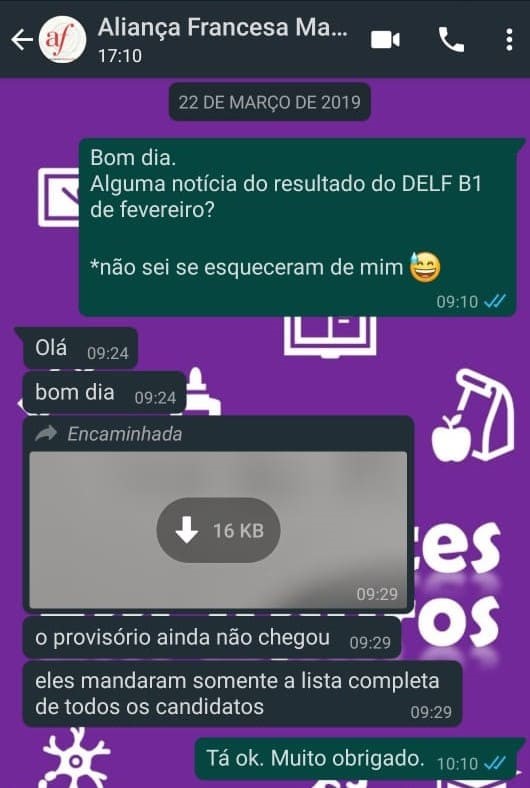 Aliança Francesa Ma...
17:10
22 DE MARÇO DE 2019
Bom dia.
Alguma notícia do resultado do DELF B1
de fevereiro?
*não sei se esqueceram de mim 😅
09:10
Olá 09:24
bom dia 09:24
Encaminhada
16 KB
09:29
o provisório ainda não chegou 09:29
eles mandaram somente a lista completa
de todos os candidatos 09:29
Tá ok. Muito obrigado. 10:10